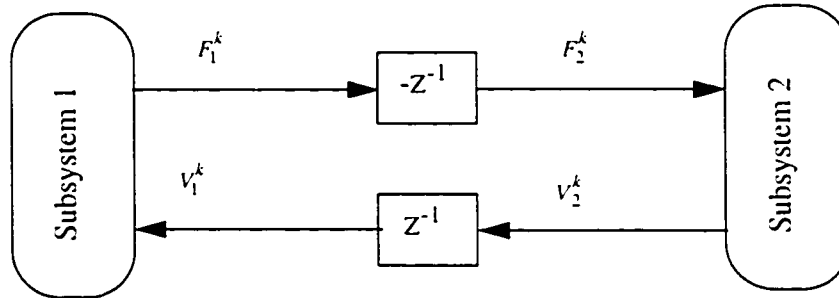 Subsystem 1
F_1^k
-Z^{-1}
F_2^k
V_1^k
Z^{-1}
V_2^k
Subsystem 2